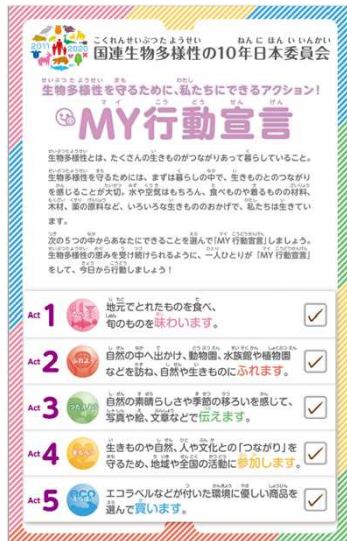 2011 2020
国連生物多様性の10年日本委員会
生物多様性を守るために、私たちにできるアクション!
MY行動宣言
生物多様性とは、たくさんの生きものがつながりあって暮らしていること。
生物多様性を守るためには、まずは暮らしの中で、生きものとのつながり
を感じることが大切。水や空気はもちろん、食べものや着るものの材料、
木材、薬の原料など、いろいろな生きもののおかげで、私たちは生きてい
ます。
次の5つの中からあなたにできることを選んで「MY行動宣言」しましょう。
生物多様性の恵みを受け続けられるように、一人ひとりが「MY行動宣言」
をして、今日から行動しましょう!
Act 1 たべよう 地元でとれたものを食べ、
旬のものを味わいます。
Act 2 ふれよう 自然の中へ出かけ、動物園、水族館や植物園
などを訪ね、自然や生きものにふれます。
Act 3 つたえよう 自然の素晴らしさや季節の移ろいを感じて、
写真や絵、文章などで伝えます。
Act 4 まもろう 生きものや自然、人や文化との「つながり」を
守るため、地域や全国の活動に参加します。
Act 5 えらぼう エコラベルなどが付いた環境に優しい商品を
選んで買います。